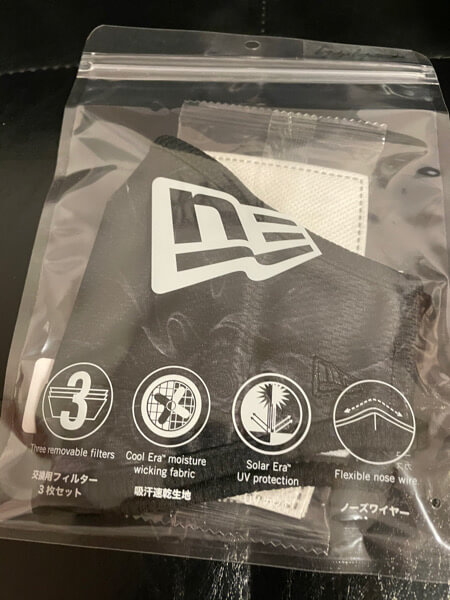 3
Three removable filters
交換用フィルター
3枚セット
Cool Era™ moisture
wicking fabric
吸汗速乾生地
Solar Era™
UV protection
Flexible nose wire
ノーズワイヤー